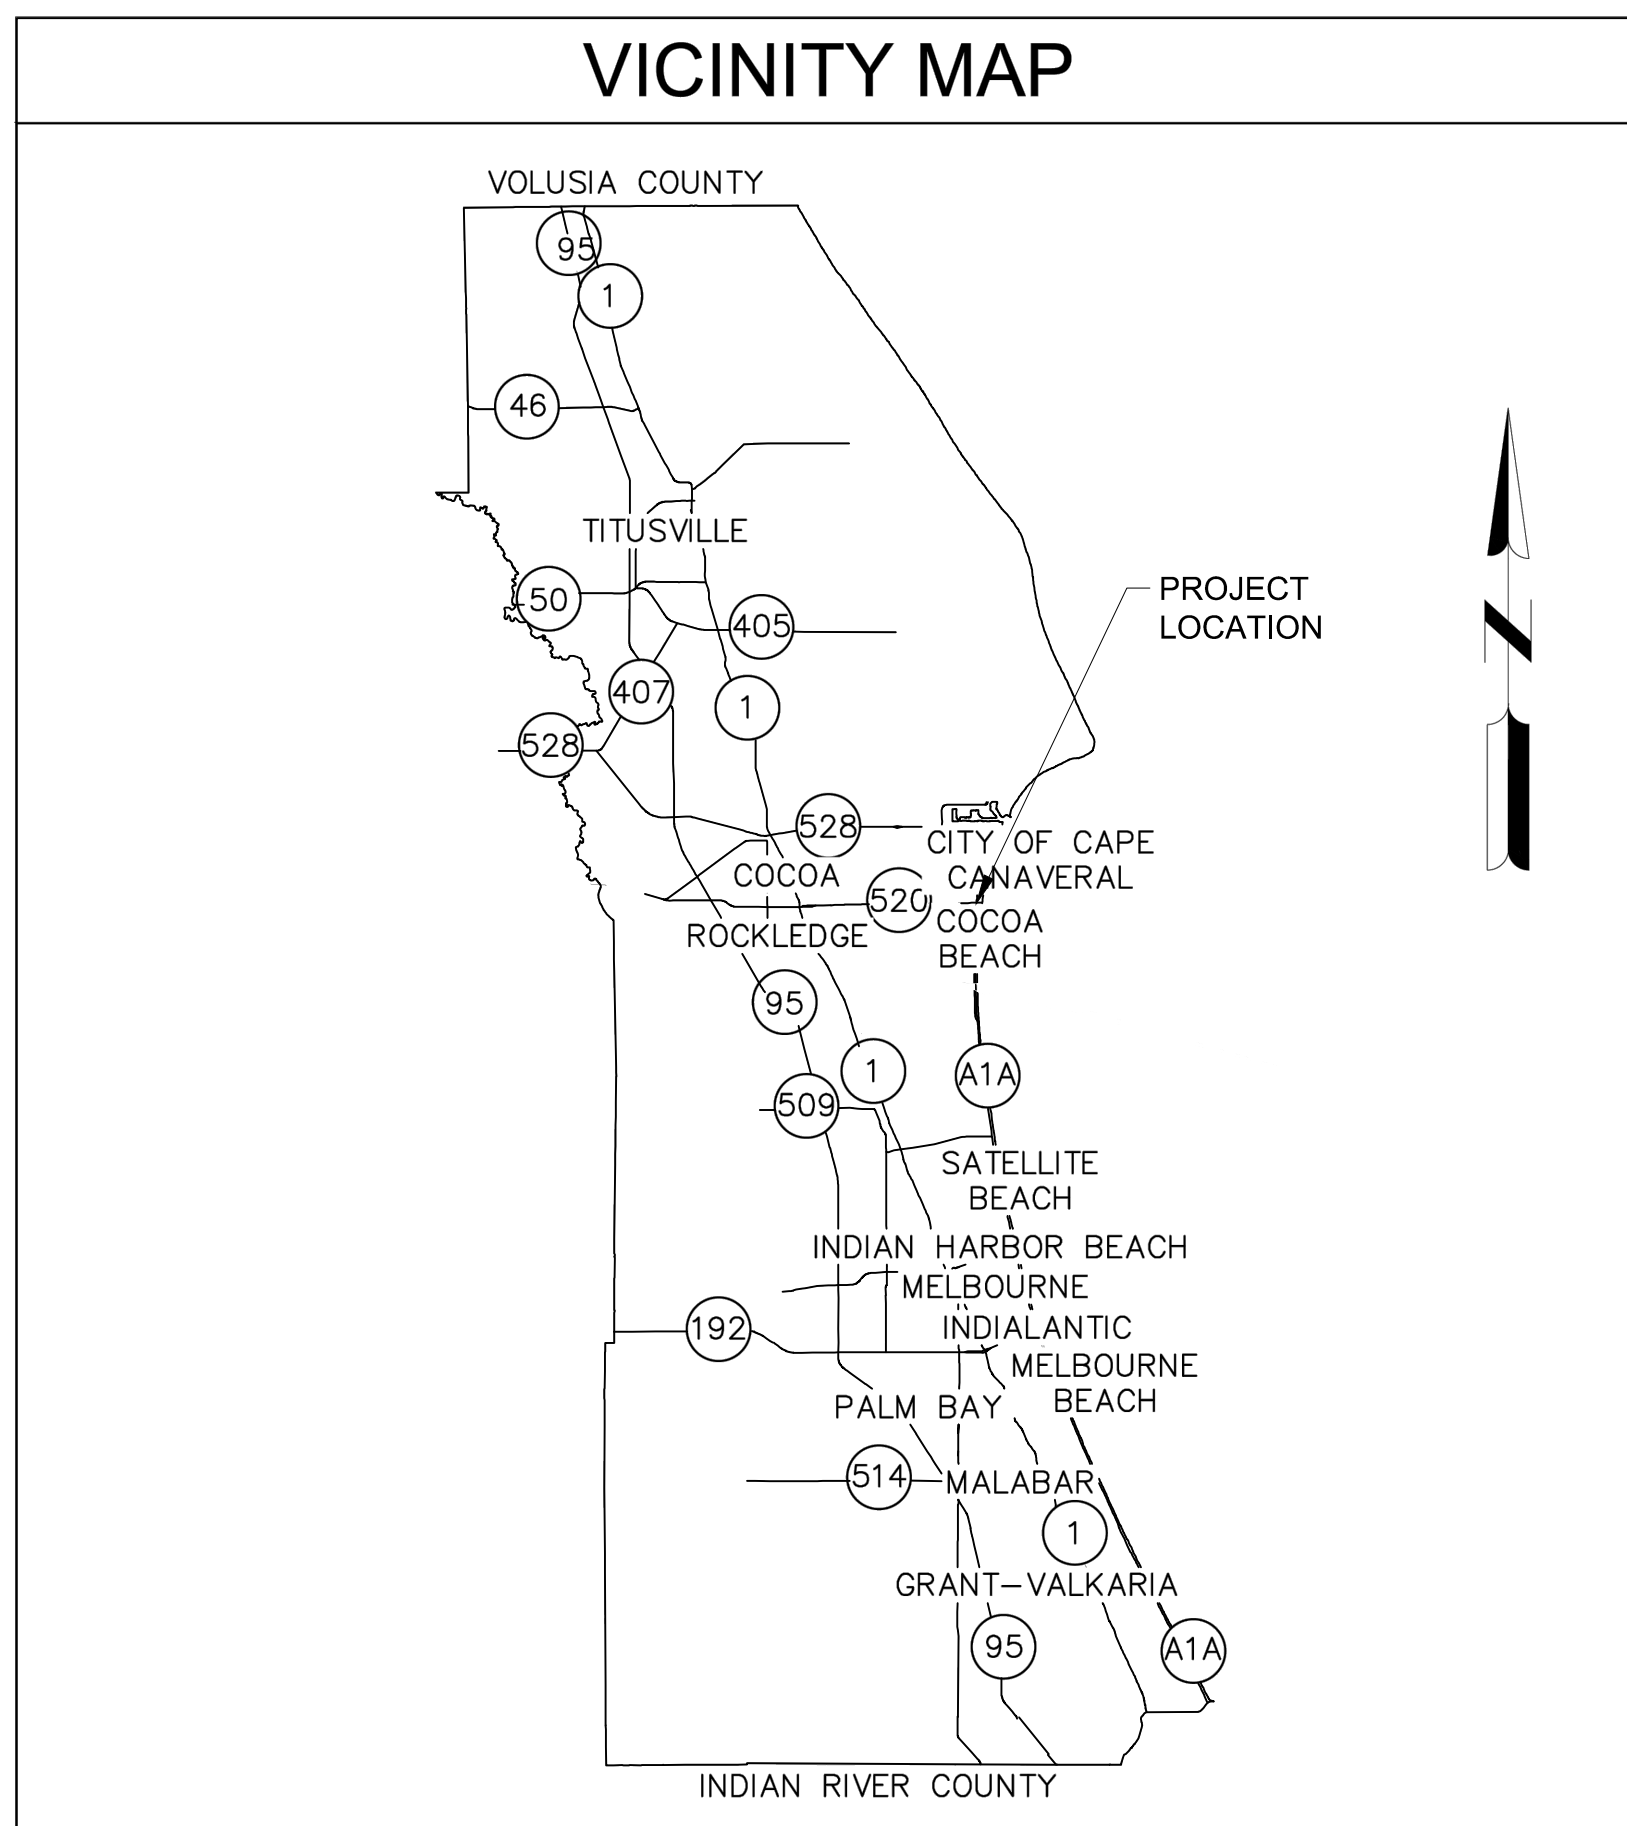 VICINITY MAP
VOLUSIA COUNTY
95
1
46
TITUSVILLE
50
405
PROJECT
LOCATION
N
407
1
528
528
CITY OF CAPE
CANAVERAL
COCOA
520
COCOA
BEACH
ROCKLEDGE
95
1
A1A
509
SATELLITE
BEACH
INDIAN HARBOR BEACH
MELBOURNE
192
INDIALANTIC
MELBOURNE
BEACH
PALM BAY
514
MALABAR
1
GRANT-VALKARIA
95
A1A
INDIAN RIVER COUNTY